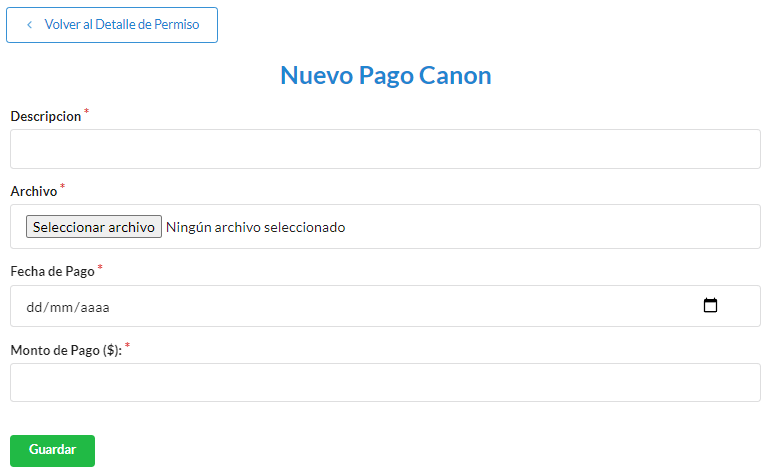 Volver al Detalle de Permiso
Nuevo Pago Canon
Descripcion *
Archivo *
Seleccionar archivo Ningún archivo seleccionado
Fecha de Pago *
dd/mm/aaaa
Monto de Pago ($): *
Guardar